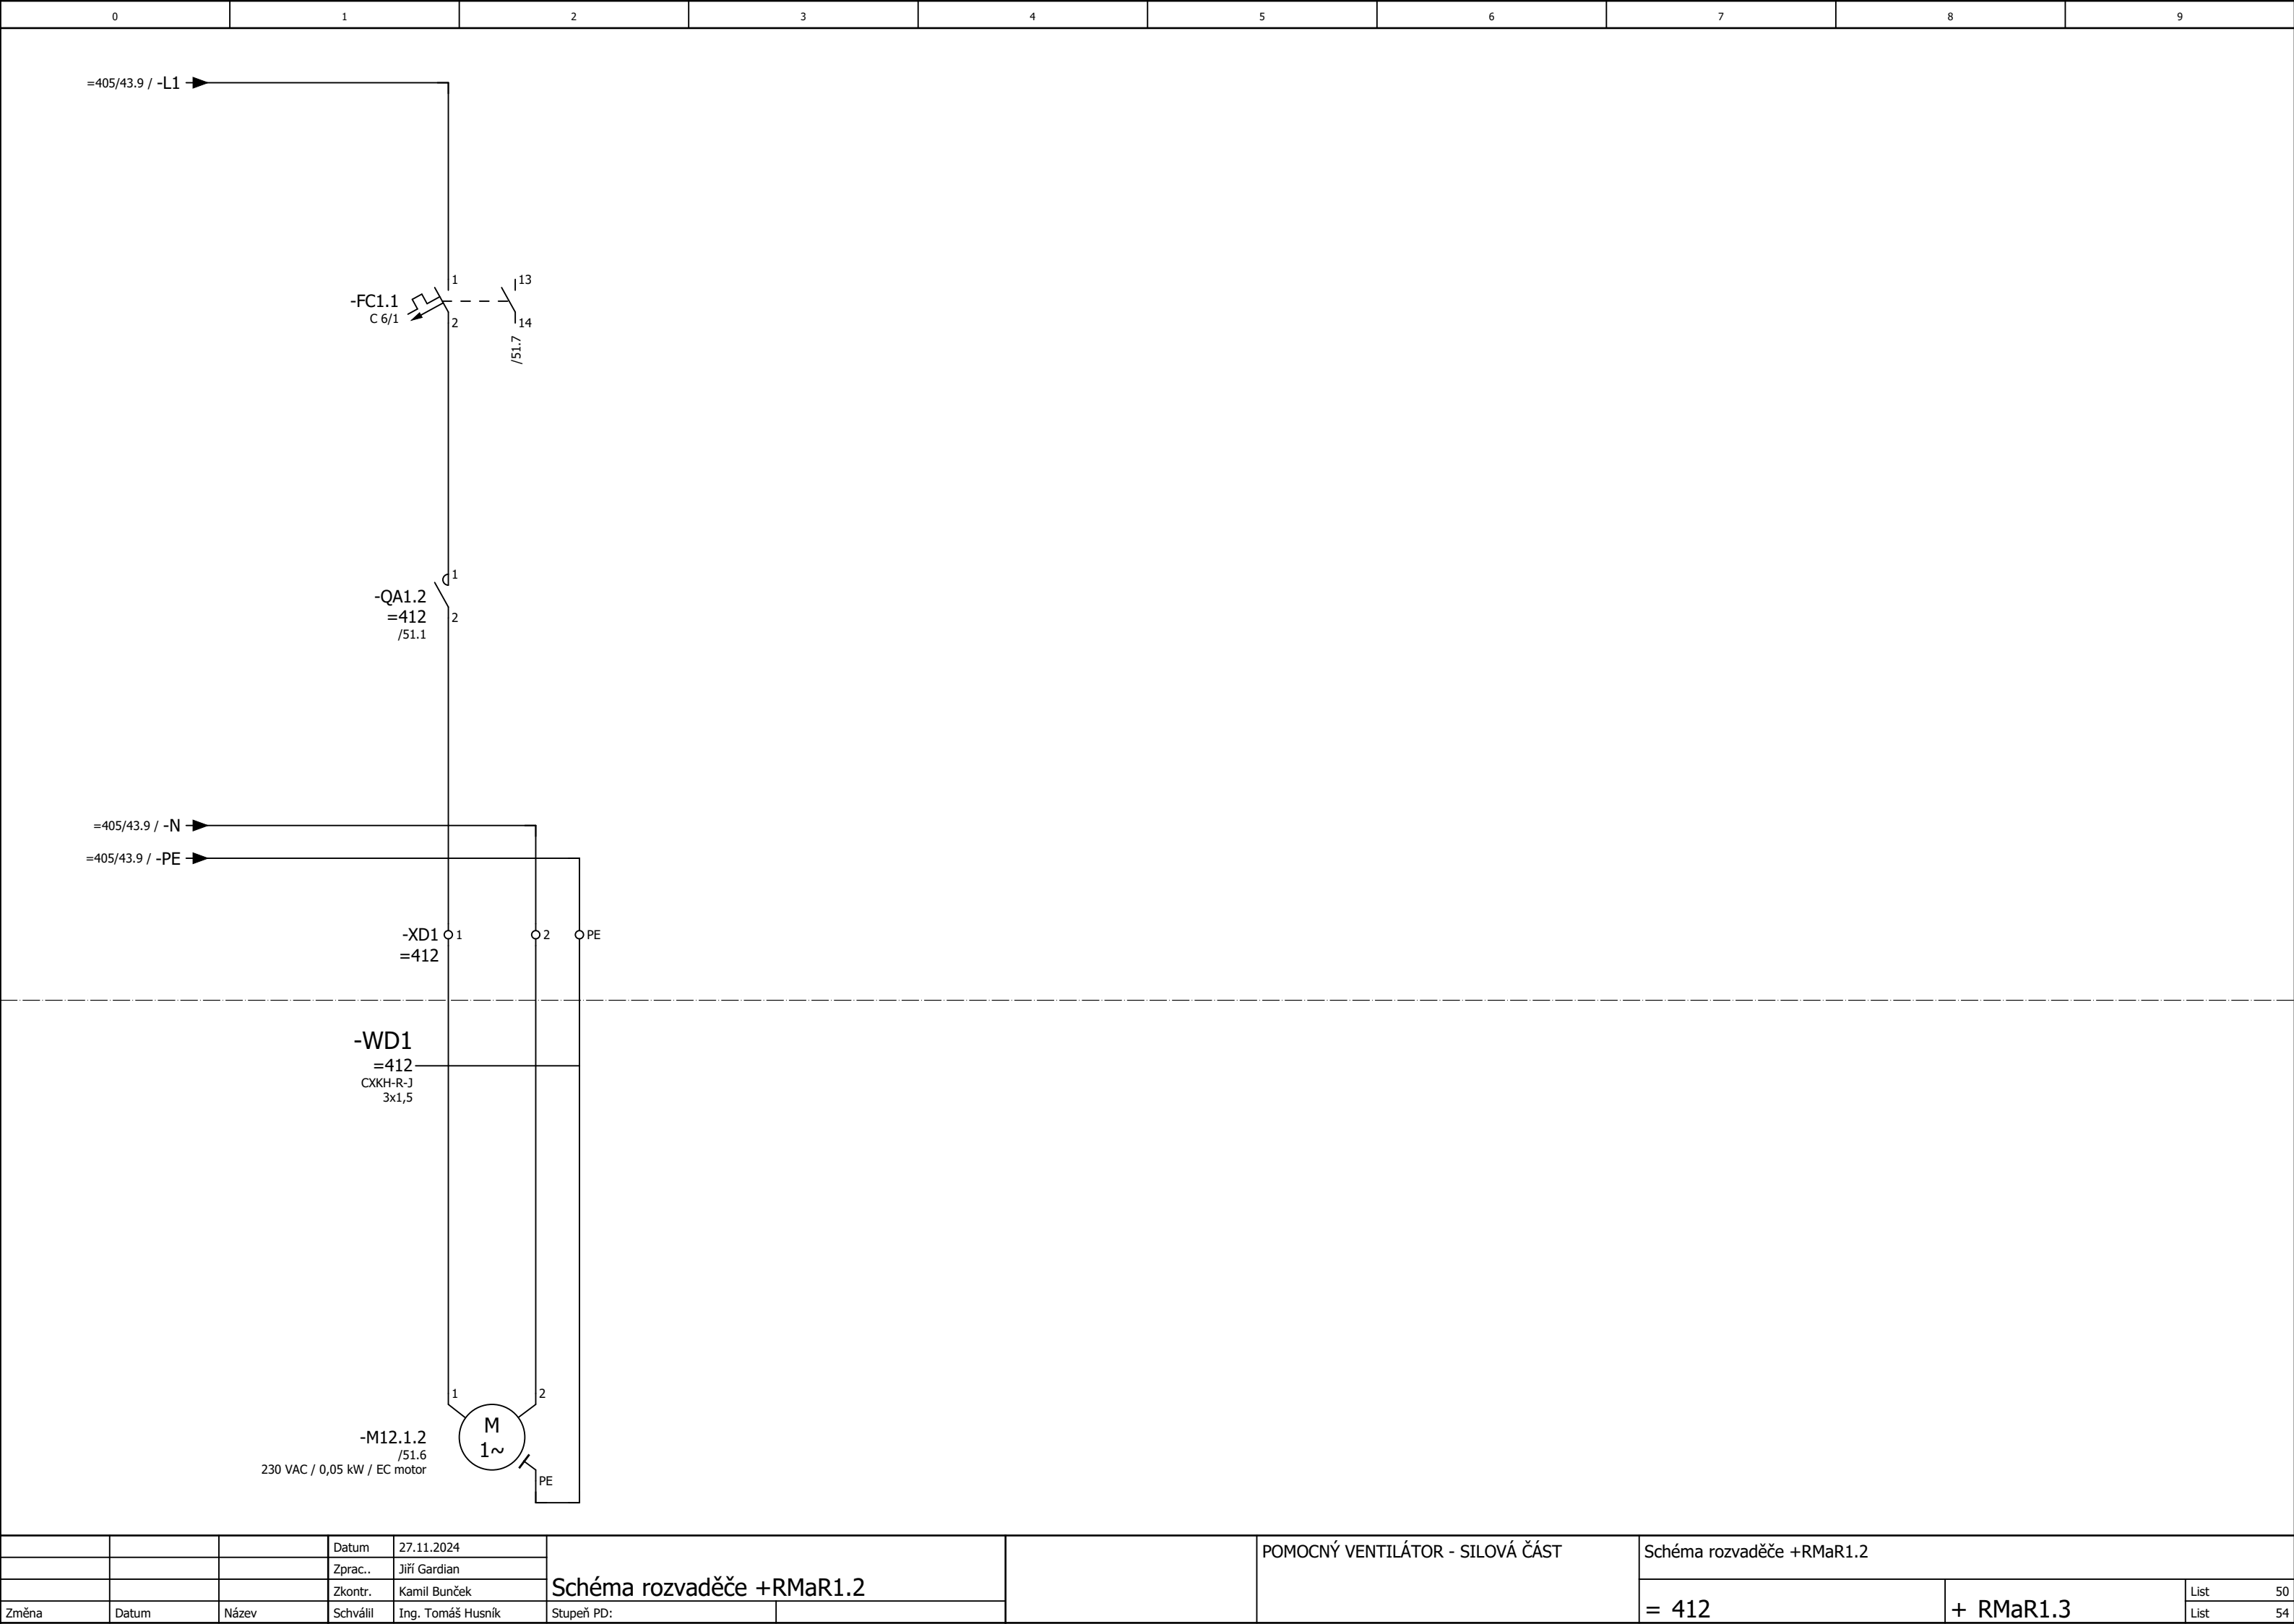 0 1 2 3 4 5 6 7 8 9
=405/43.9 / -L1
1 13
-FC1.1
C 6/1
2 14
/51.7
1
-QA1.2
=412
2
/51.1
=405/43.9 / -N
=405/43.9 / -PE
-XD1 1 2 PE
=412
-WD1
=412
CXKH-R-J
3x1,5
1 2
M
1~
-M12.1.2
/51.6
230 VAC / 0,05 kW / EC motor
PE
Datum 27.11.2024
Zprac.. Jiří Gardian
Zkontr. Kamil Bunček
Změna Datum Název Schválil Ing. Tomáš Husník
Schéma rozvaděče +RMaR1.2
Stupeň PD:
POMOCNÝ VENTILÁTOR - SILOVÁ ČÁST
Schéma rozvaděče +RMaR1.2
= 412 + RMaR1.3
List 50
List 54